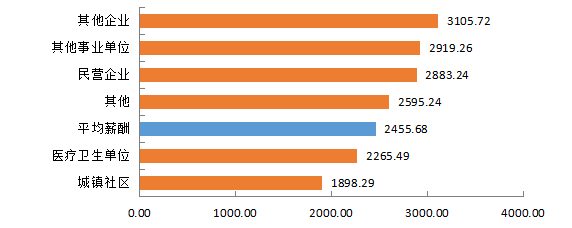 其他企业 3105.72
其他事业单位 2919.26
民营企业 2883.24
其他 2595.24
平均薪酬 2455.68
医疗卫生单位 2265.49
城镇社区 1898.29
0.00 1000.00 2000.00 3000.00 4000.00